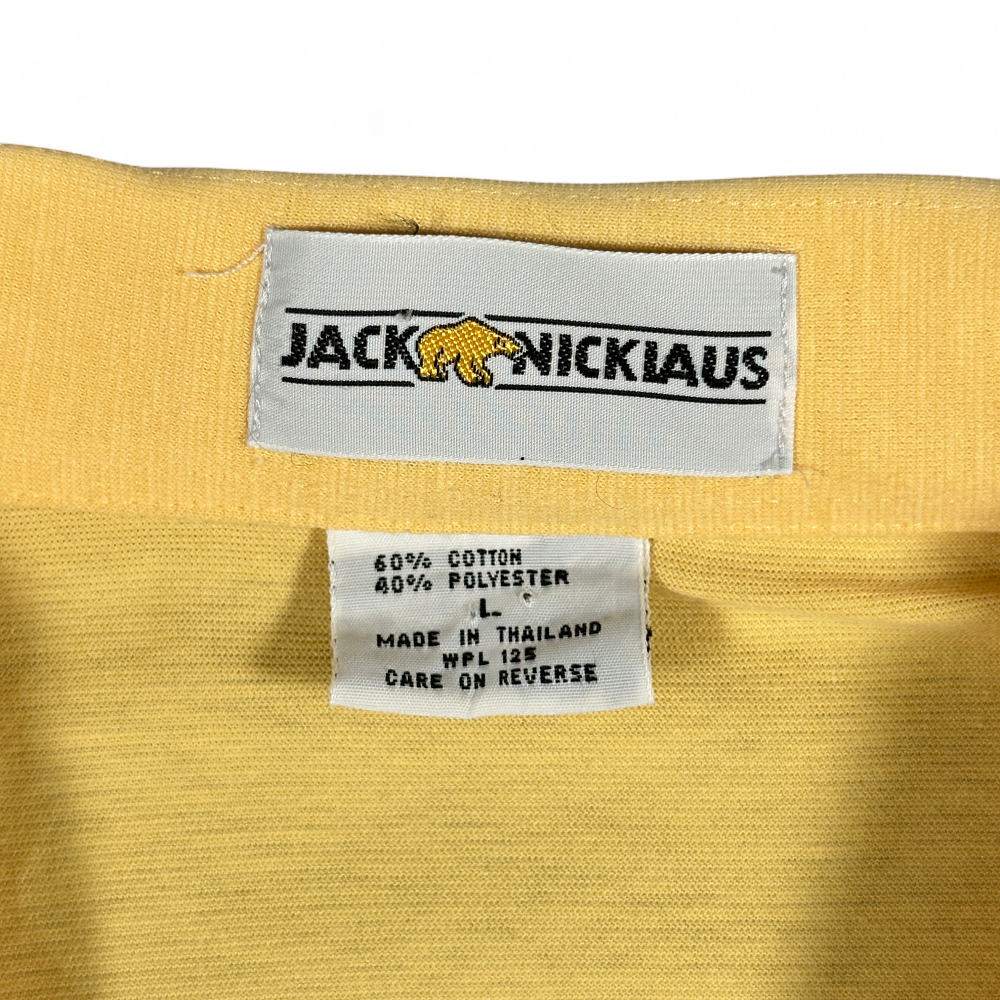 JACK NICKLAUS
60% COTTON
40% POLYESTER
L
MADE IN THAILAND
WPL 125
CARE ON REVERSE